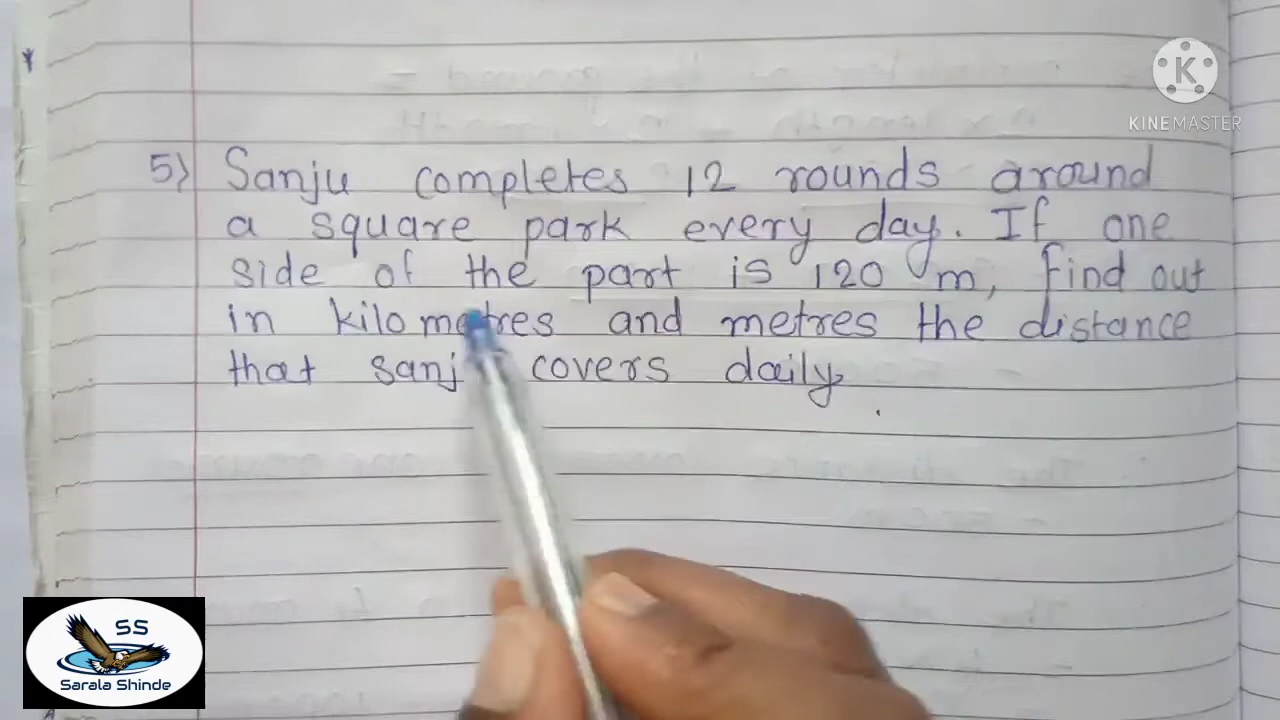 5) Sanju completes 12 rounds around
a square park every day. If one
side of the part is 120 m, find out
in kilometres and metres the distance
that sanju covers daily.
KINEMASTER
SS
Sarala Shinde